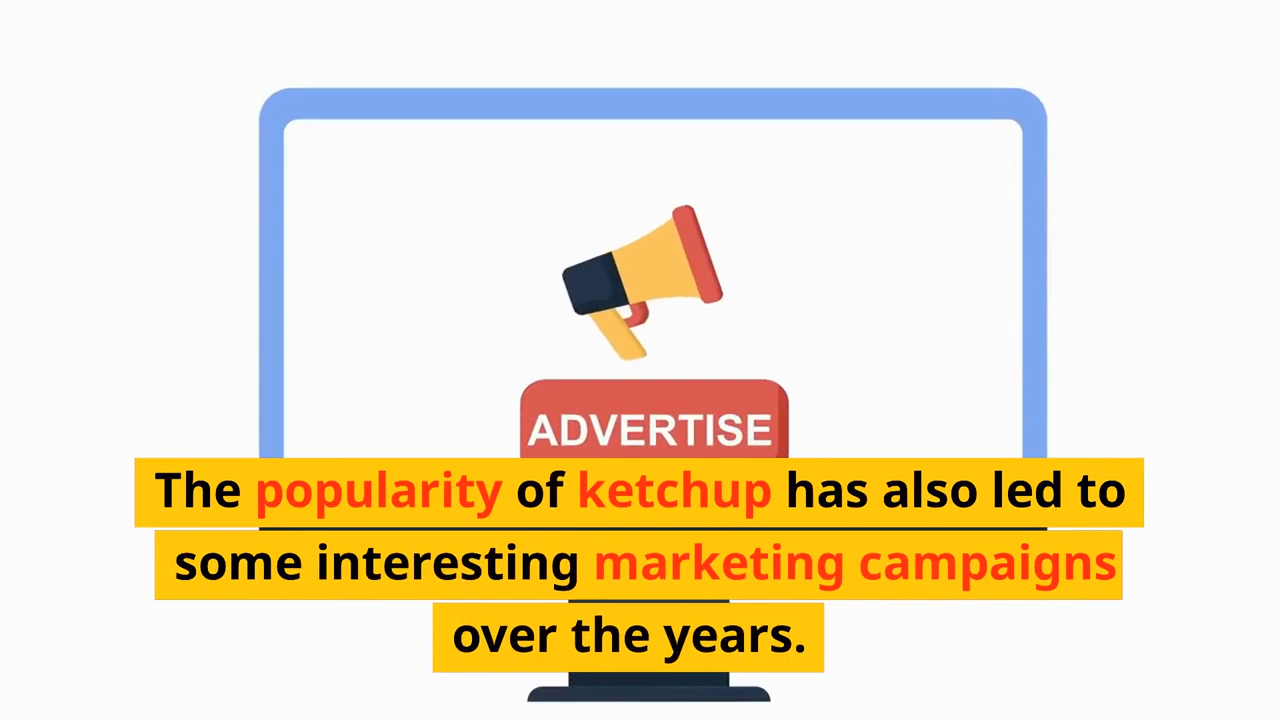 ADVERTISE
The popularity of ketchup has also led to
some interesting marketing campaigns
over the years.